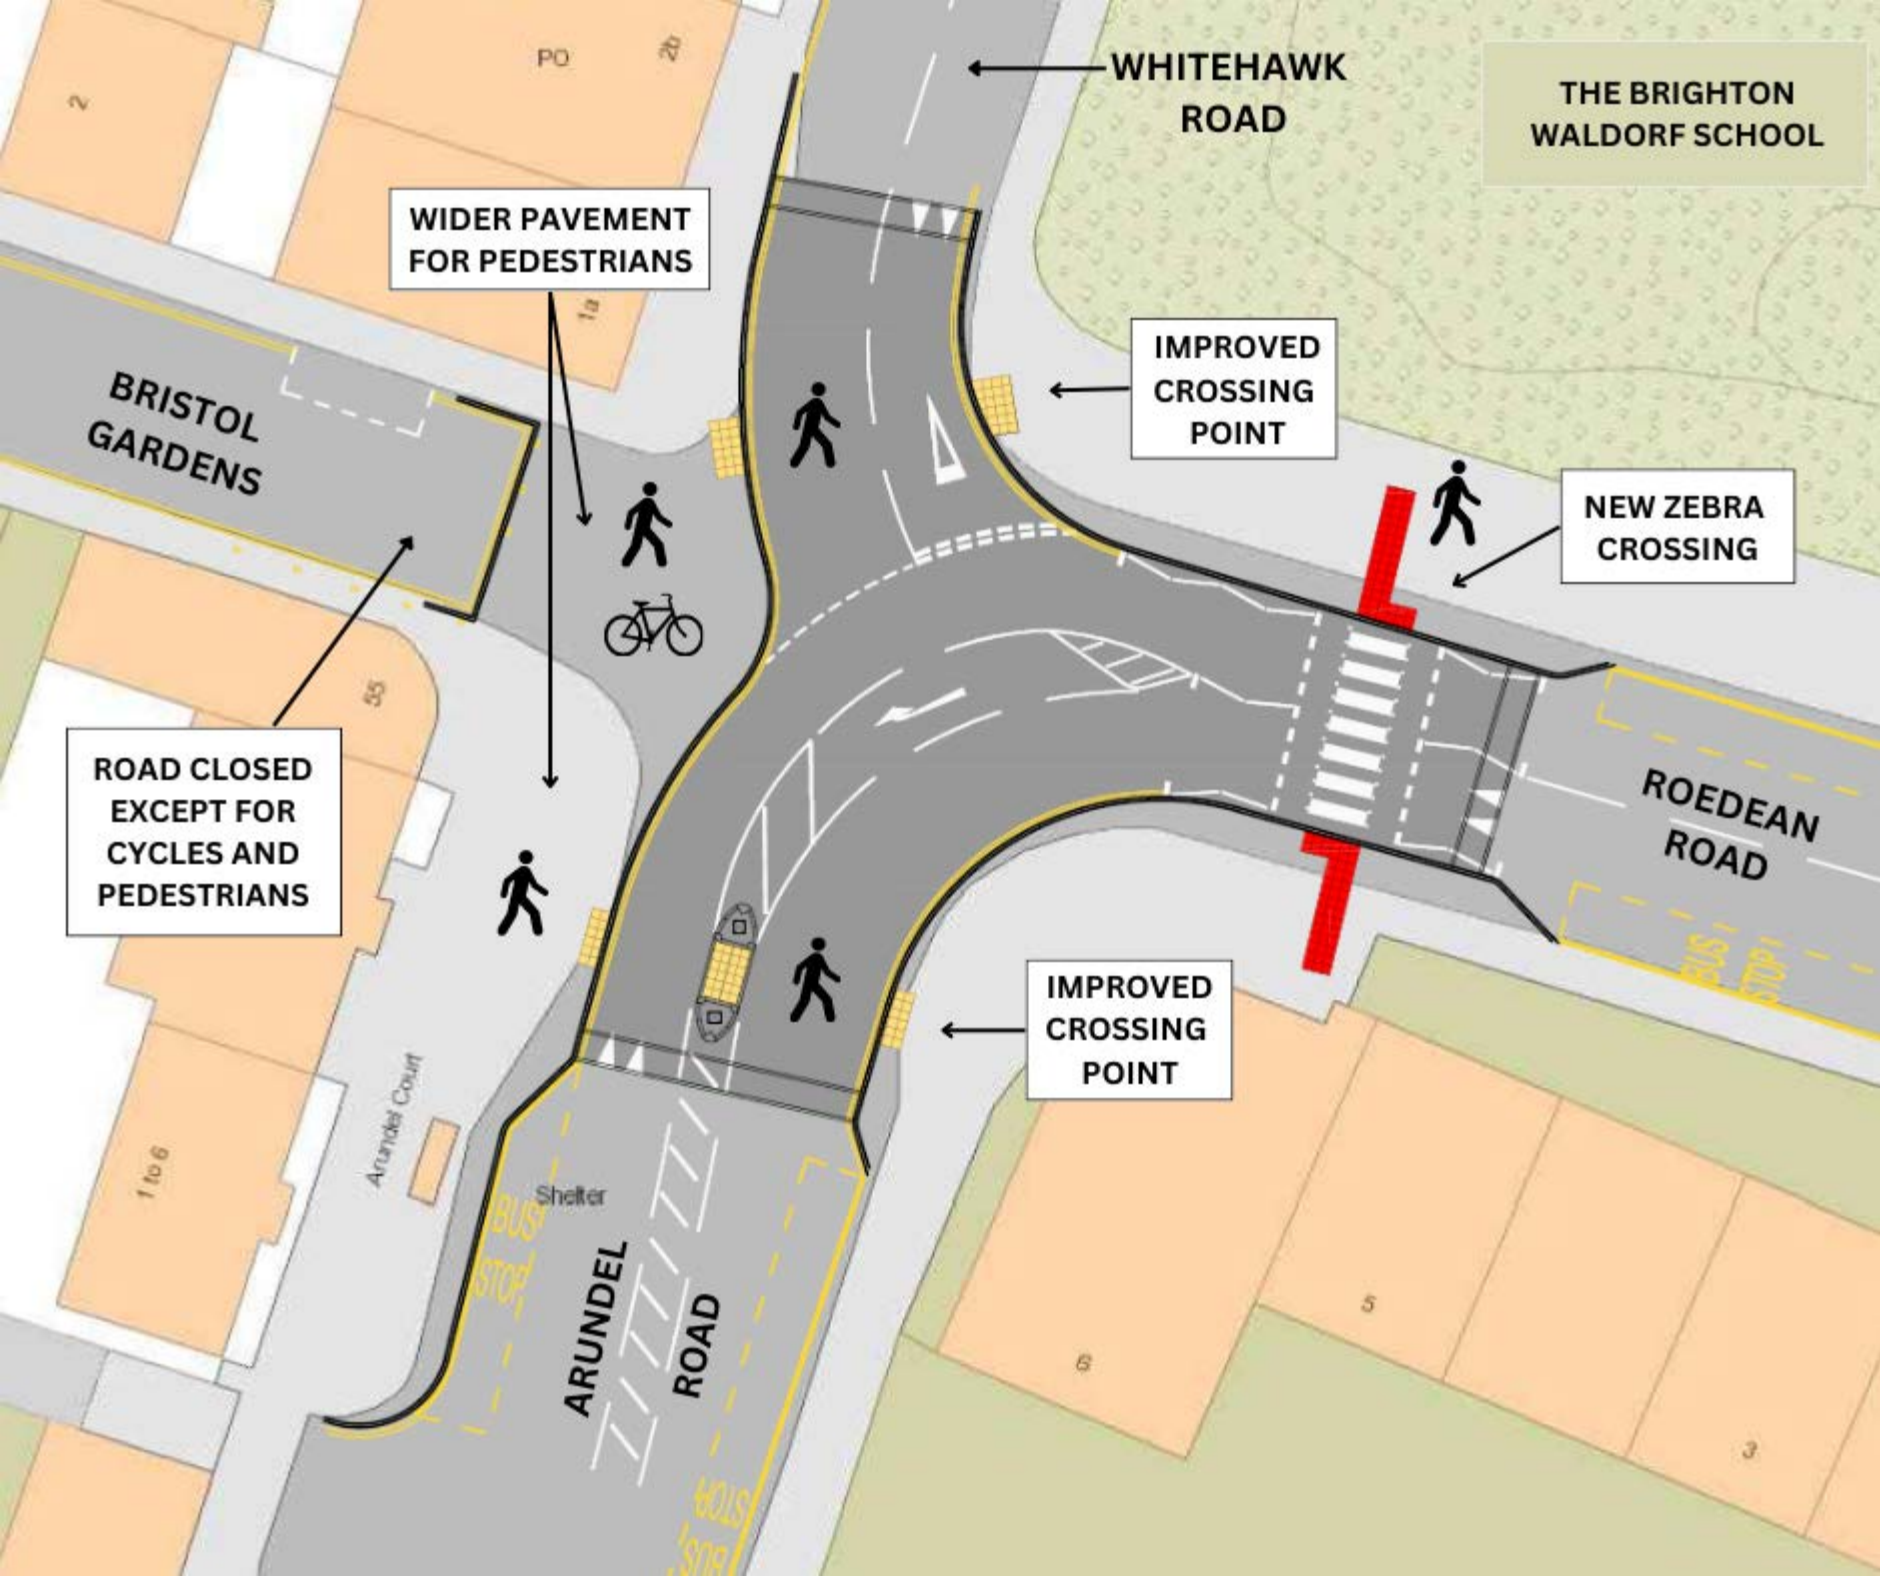 PO
2b
2
WHITEHAWK
ROAD
THE BRIGHTON
WALDORF SCHOOL
WIDER PAVEMENT
FOR PEDESTRIANS
1a
IMPROVED
CROSSING
POINT
BRISTOL
GARDENS
NEW ZEBRA
CROSSING
55
ROAD CLOSED
EXCEPT FOR
CYCLES AND
PEDESTRIANS
ROEDEAN
ROAD
BUS
STOP
IMPROVED
CROSSING
POINT
Arundel Court
1 to 6
Shelter
BUS
STOP
ARUNDEL
ROAD
6
5
3
STOP
BUS